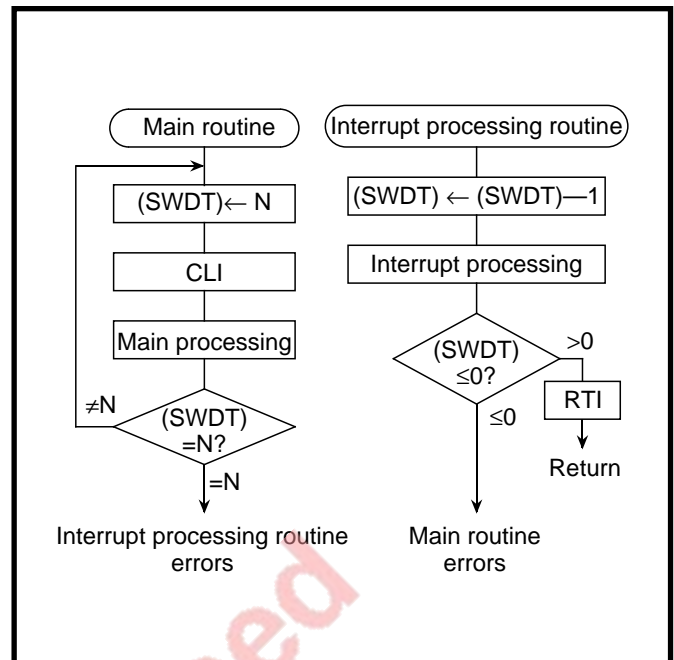 Main routine
(SWDT)← N
CLI
Main processing
≠N
(SWDT)
=N?
=N
Interrupt processing routine
errors
Interrupt processing routine
(SWDT) ← (SWDT)—1
Interrupt processing
(SWDT)
≤0?
>0
RTI
Return
≤0
Main routine
errors